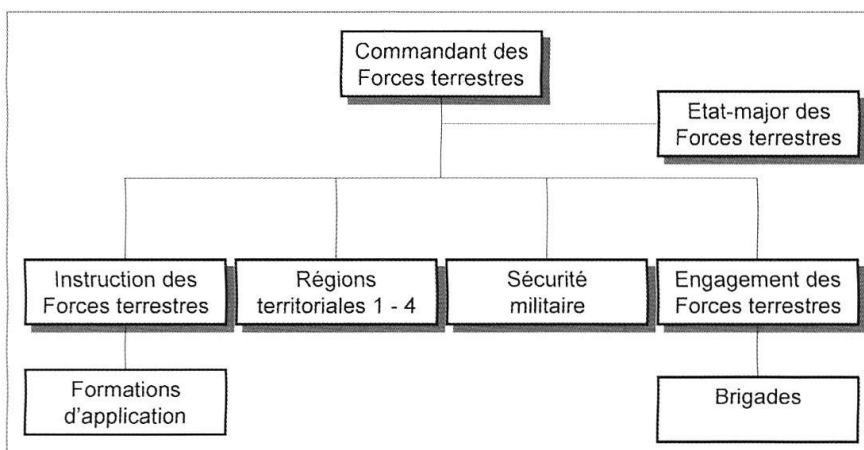 Commandant des
Forces terrestres
Etat-major des
Forces terrestres
Instruction des
Forces terrestres
Régions
territoriales 1 - 4
Sécurité
militaire
Engagement des
Forces terrestres
Formations
d'application
Brigades